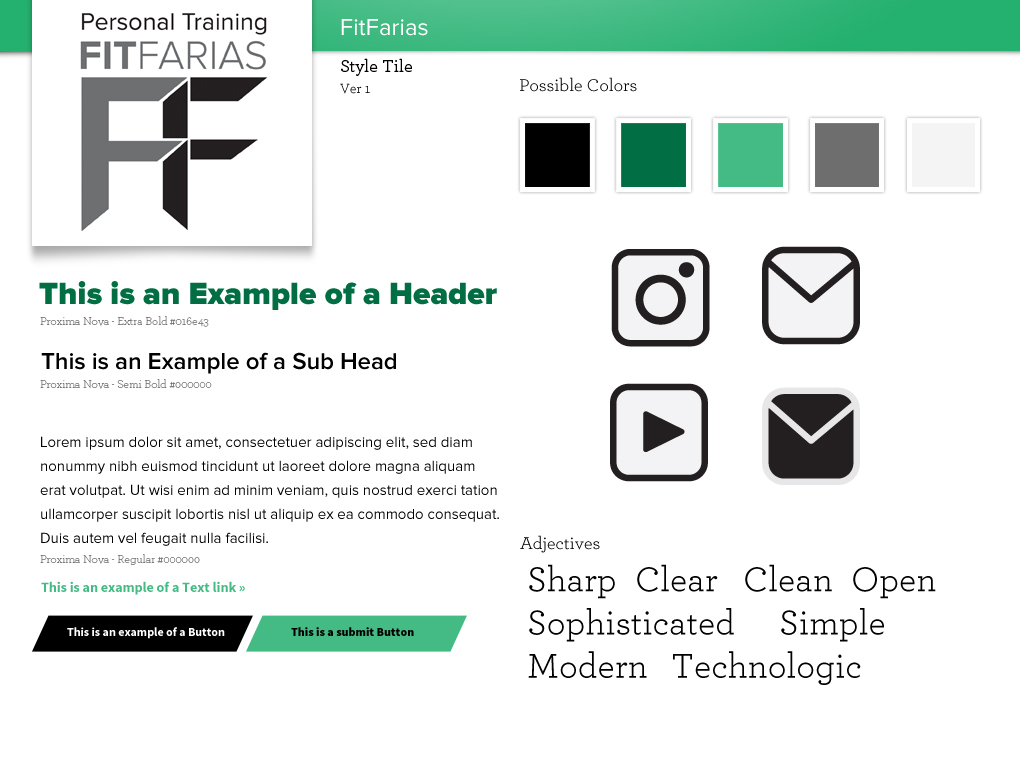 Personal Training
FITFARIAS
FitFarias
Style Tile
Ver 1
Possible Colors
This is an Example of a Header
Proxima Nova - Extra Bold #016e43
This is an Example of a Sub Head
Proxima Nova - Semi Bold #000000
Lorem ipsum dolor sit amet, consectetuer adipiscing elit, sed diam
nonummy nibh euismod tincidunt ut laoreet dolore magna aliquam
erat volutpat. Ut wisi enim ad minim veniam, quis nostrud exerci tation
ullamcorper suscipit lobortis nisl ut aliquip ex ea commodo consequat.
Duis autem vel feugait nulla facilisi.
Proxima Nova - Regular #000000
This is an example of a Text link »
This is an example of a Button
This is a submit Button
Adjectives
Sharp Clear Clean Open
Sophisticated Simple
Modern Technologic